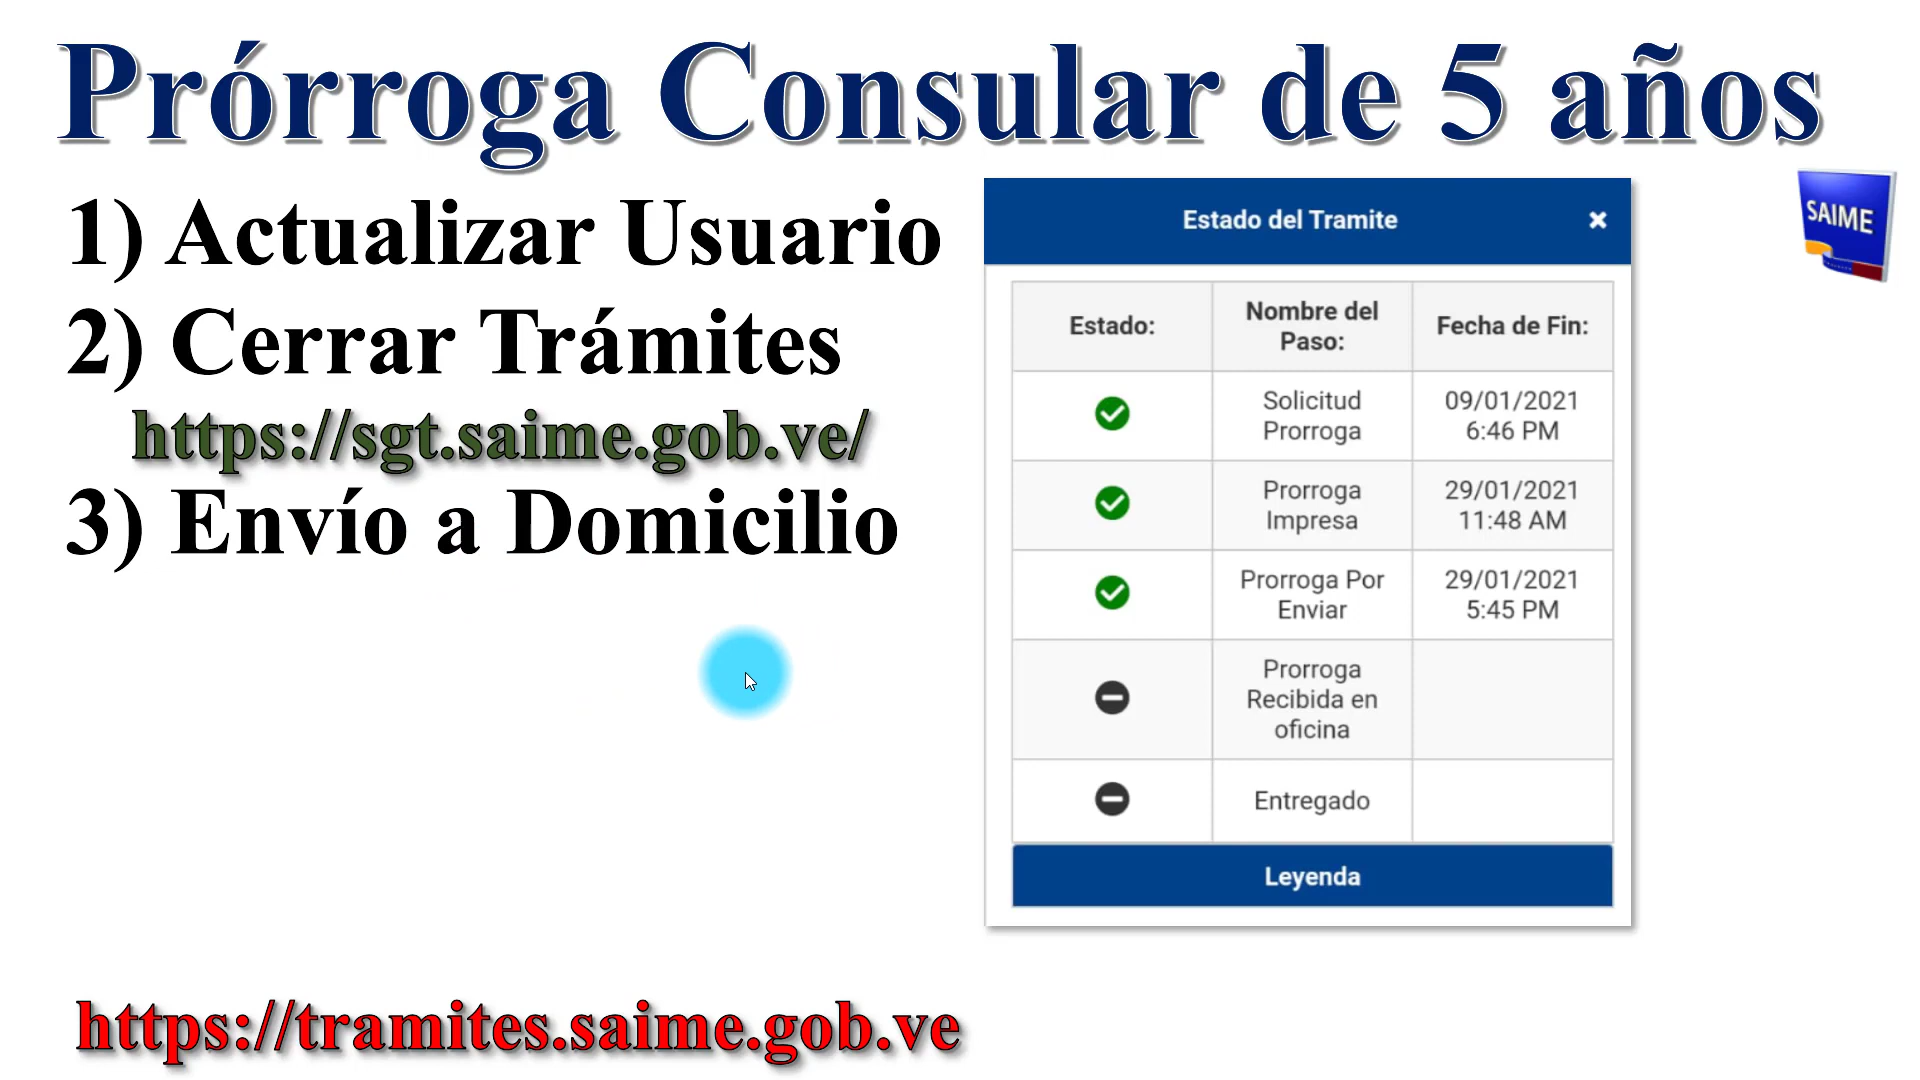 Prórroga Consular de 5 años
1) Actualizar Usuario
2) Cerrar Trámites
https://sgt.saime.gob.ve/
3) Envío a Domicilio
https://tramites.saime.gob.ve
Estado del Tramite
Estado:
Nombre del
Paso:
Fecha de Fin:
Solicitud
Prorroga
09/01/2021
6:46 PM
Prorroga
Impresa
29/01/2021
11:48 AM
Prorroga Por
Enviar
29/01/2021
5:45 PM
Prorroga
Recibida en
oficina
Entregado
Leyenda
SAIME